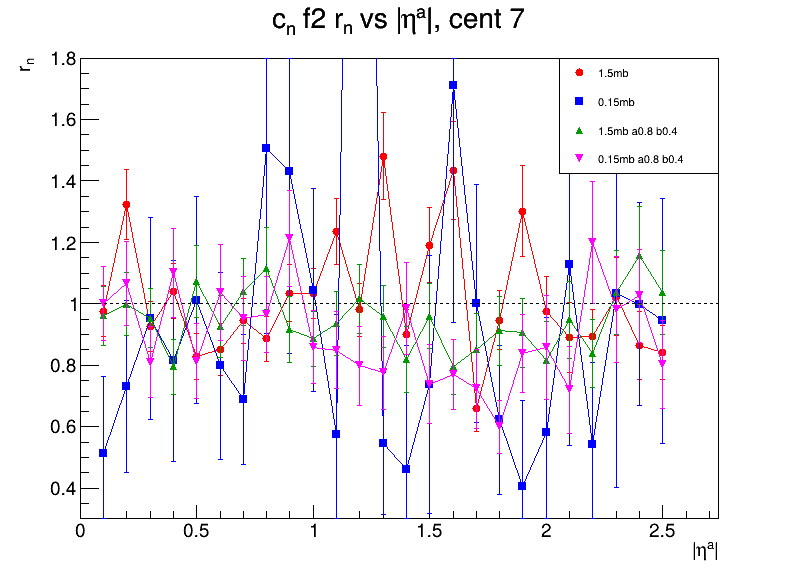 cₙ f2 rₙ vs |ηᵃ|, cent 7
rₙ
1.8
1.6
1.4
1.2
1
0.8
0.6
0.4
1.5mb
0.15mb
1.5mb a0.8 b0.4
0.15mb a0.8 b0.4
0 0.5 1 1.5 2 2.5
|ηᵃ|